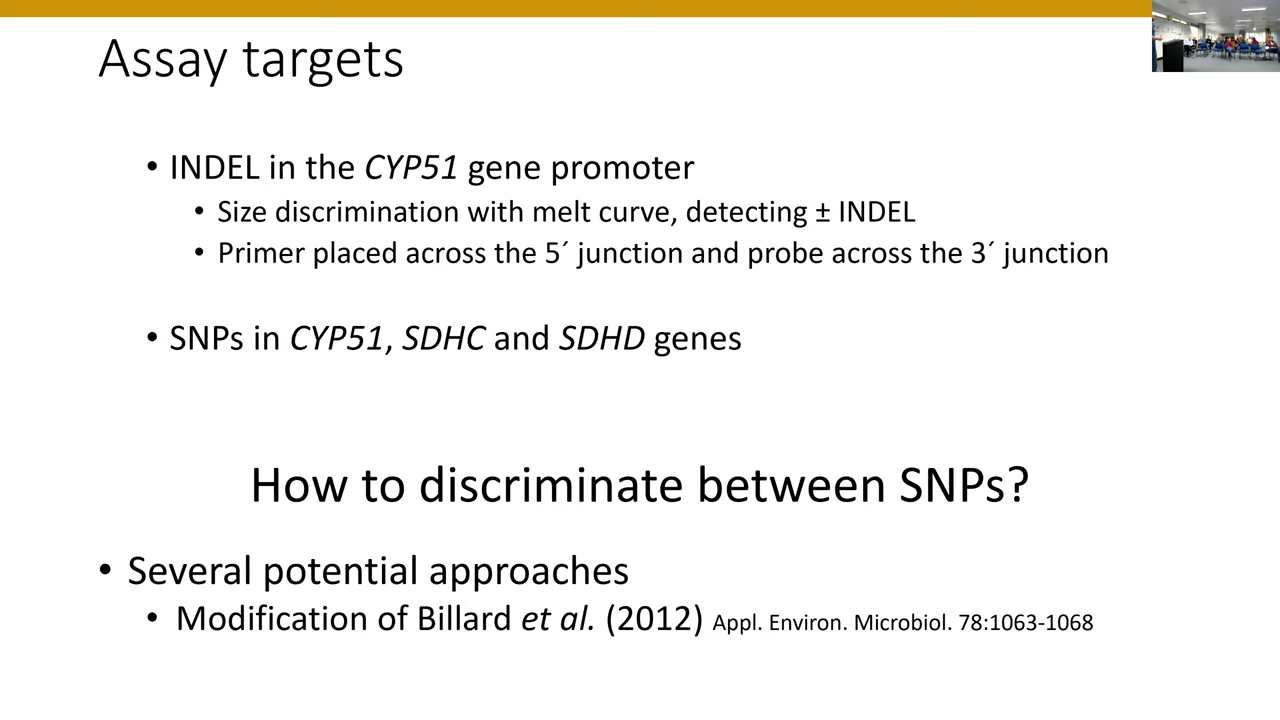 Assay targets
• INDEL in the CYP51 gene promoter
• Size discrimination with melt curve, detecting ± INDEL
• Primer placed across the 5´ junction and probe across the 3´ junction
• SNPs in CYP51, SDHC and SDHD genes
How to discriminate between SNPs?
• Several potential approaches
• Modification of Billard et al. (2012) Appl. Environ. Microbiol. 78:1063-1068